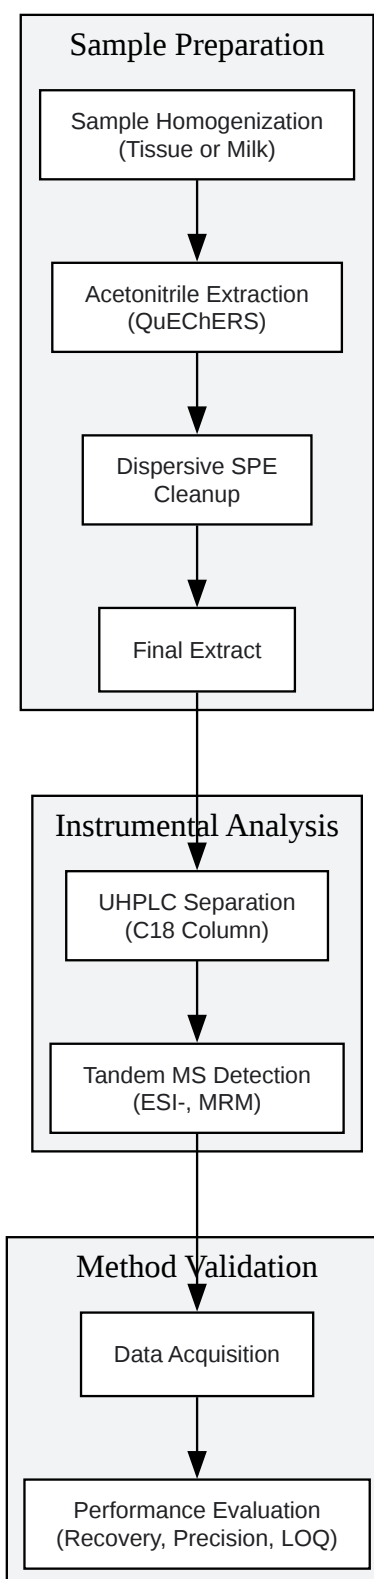 Sample Preparation
Sample Homogenization
(Tissue or Milk)
Acetonitrile Extraction
(QuEChERS)
Dispersive SPE
Cleanup
Final Extract
Instrumental Analysis
UHPLC Separation
(C18 Column)
Tandem MS Detection
(ESI-, MRM)
Method Validation
Data Acquisition
Performance Evaluation
(Recovery, Precision, LOQ)